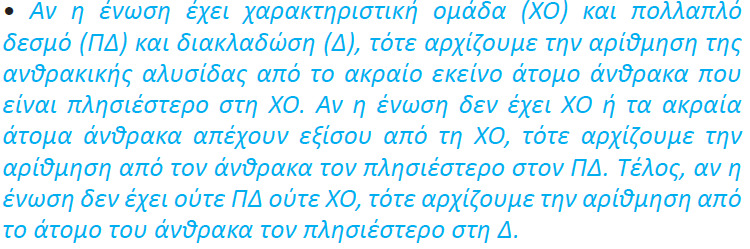 • Αν η ένωση έχει χαρακτηριστική ομάδα (ΧΟ) και πολλαπλό
δεσμό (ΠΔ) και διακλαδώση (Δ), τότε αρχίζουμε την αρίθμηση της
ανθρακικής αλυσίδας από το ακραίο εκείνο άτομο άνθρακα που
είναι πλησιέστερο στη ΧΟ. Αν η ένωση δεν έχει ΧΟ ή τα ακραία
άτομα άνθρακα απέχουν εξίσου από τη ΧΟ, τότε αρχίζουμε την
αρίθμηση από τον άνθρακα τον πλησιέστερο στον ΠΔ. Τέλος, αν η
ένωση δεν έχει ούτε ΠΔ ούτε ΧΟ, τότε αρχίζουμε την αρίθμηση από
το άτομο του άνθρακα τον πλησιέστερο στη Δ.